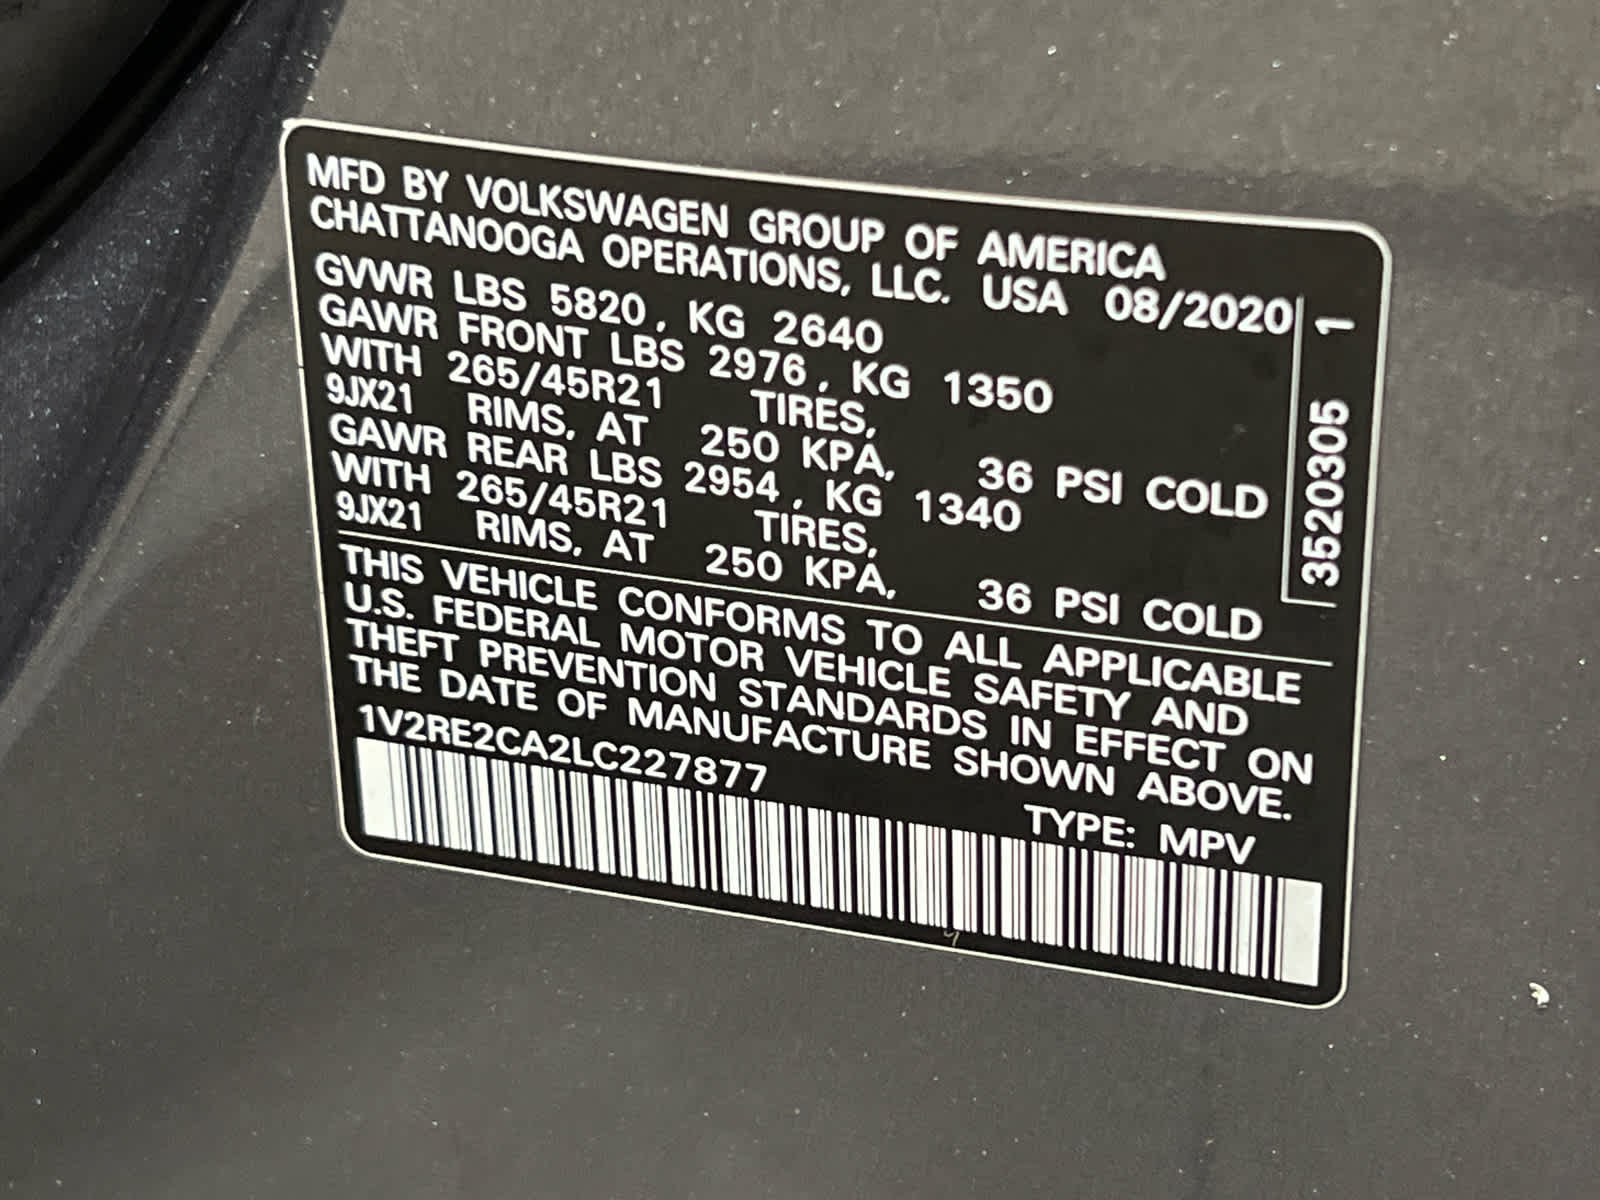 MFD BY VOLKSWAGEN GROUP OF AMERICA
CHATTANOOGA OPERATIONS, LLC. USA 08/2020
GVWR LBS 5820, KG 2640
GAWR FRONT LBS 2976, KG 1350
WITH 265/45R21 TIRES,
9JX21 RIMS, AT 250 KPA, 36 PSI COLD
GAWR REAR LBS 2954, KG 1340
WITH 265/45R21 TIRES,
9JX21 RIMS, AT 250 KPA, 36 PSI COLD
3520305 1
THIS VEHICLE CONFORMS TO ALL APPLICABLE
U.S. FEDERAL MOTOR VEHICLE SAFETY AND
THEFT PREVENTION STANDARDS IN EFFECT ON
THE DATE OF MANUFACTURE SHOWN ABOVE.
1V2RE2CA2LC227877
TYPE: MPV